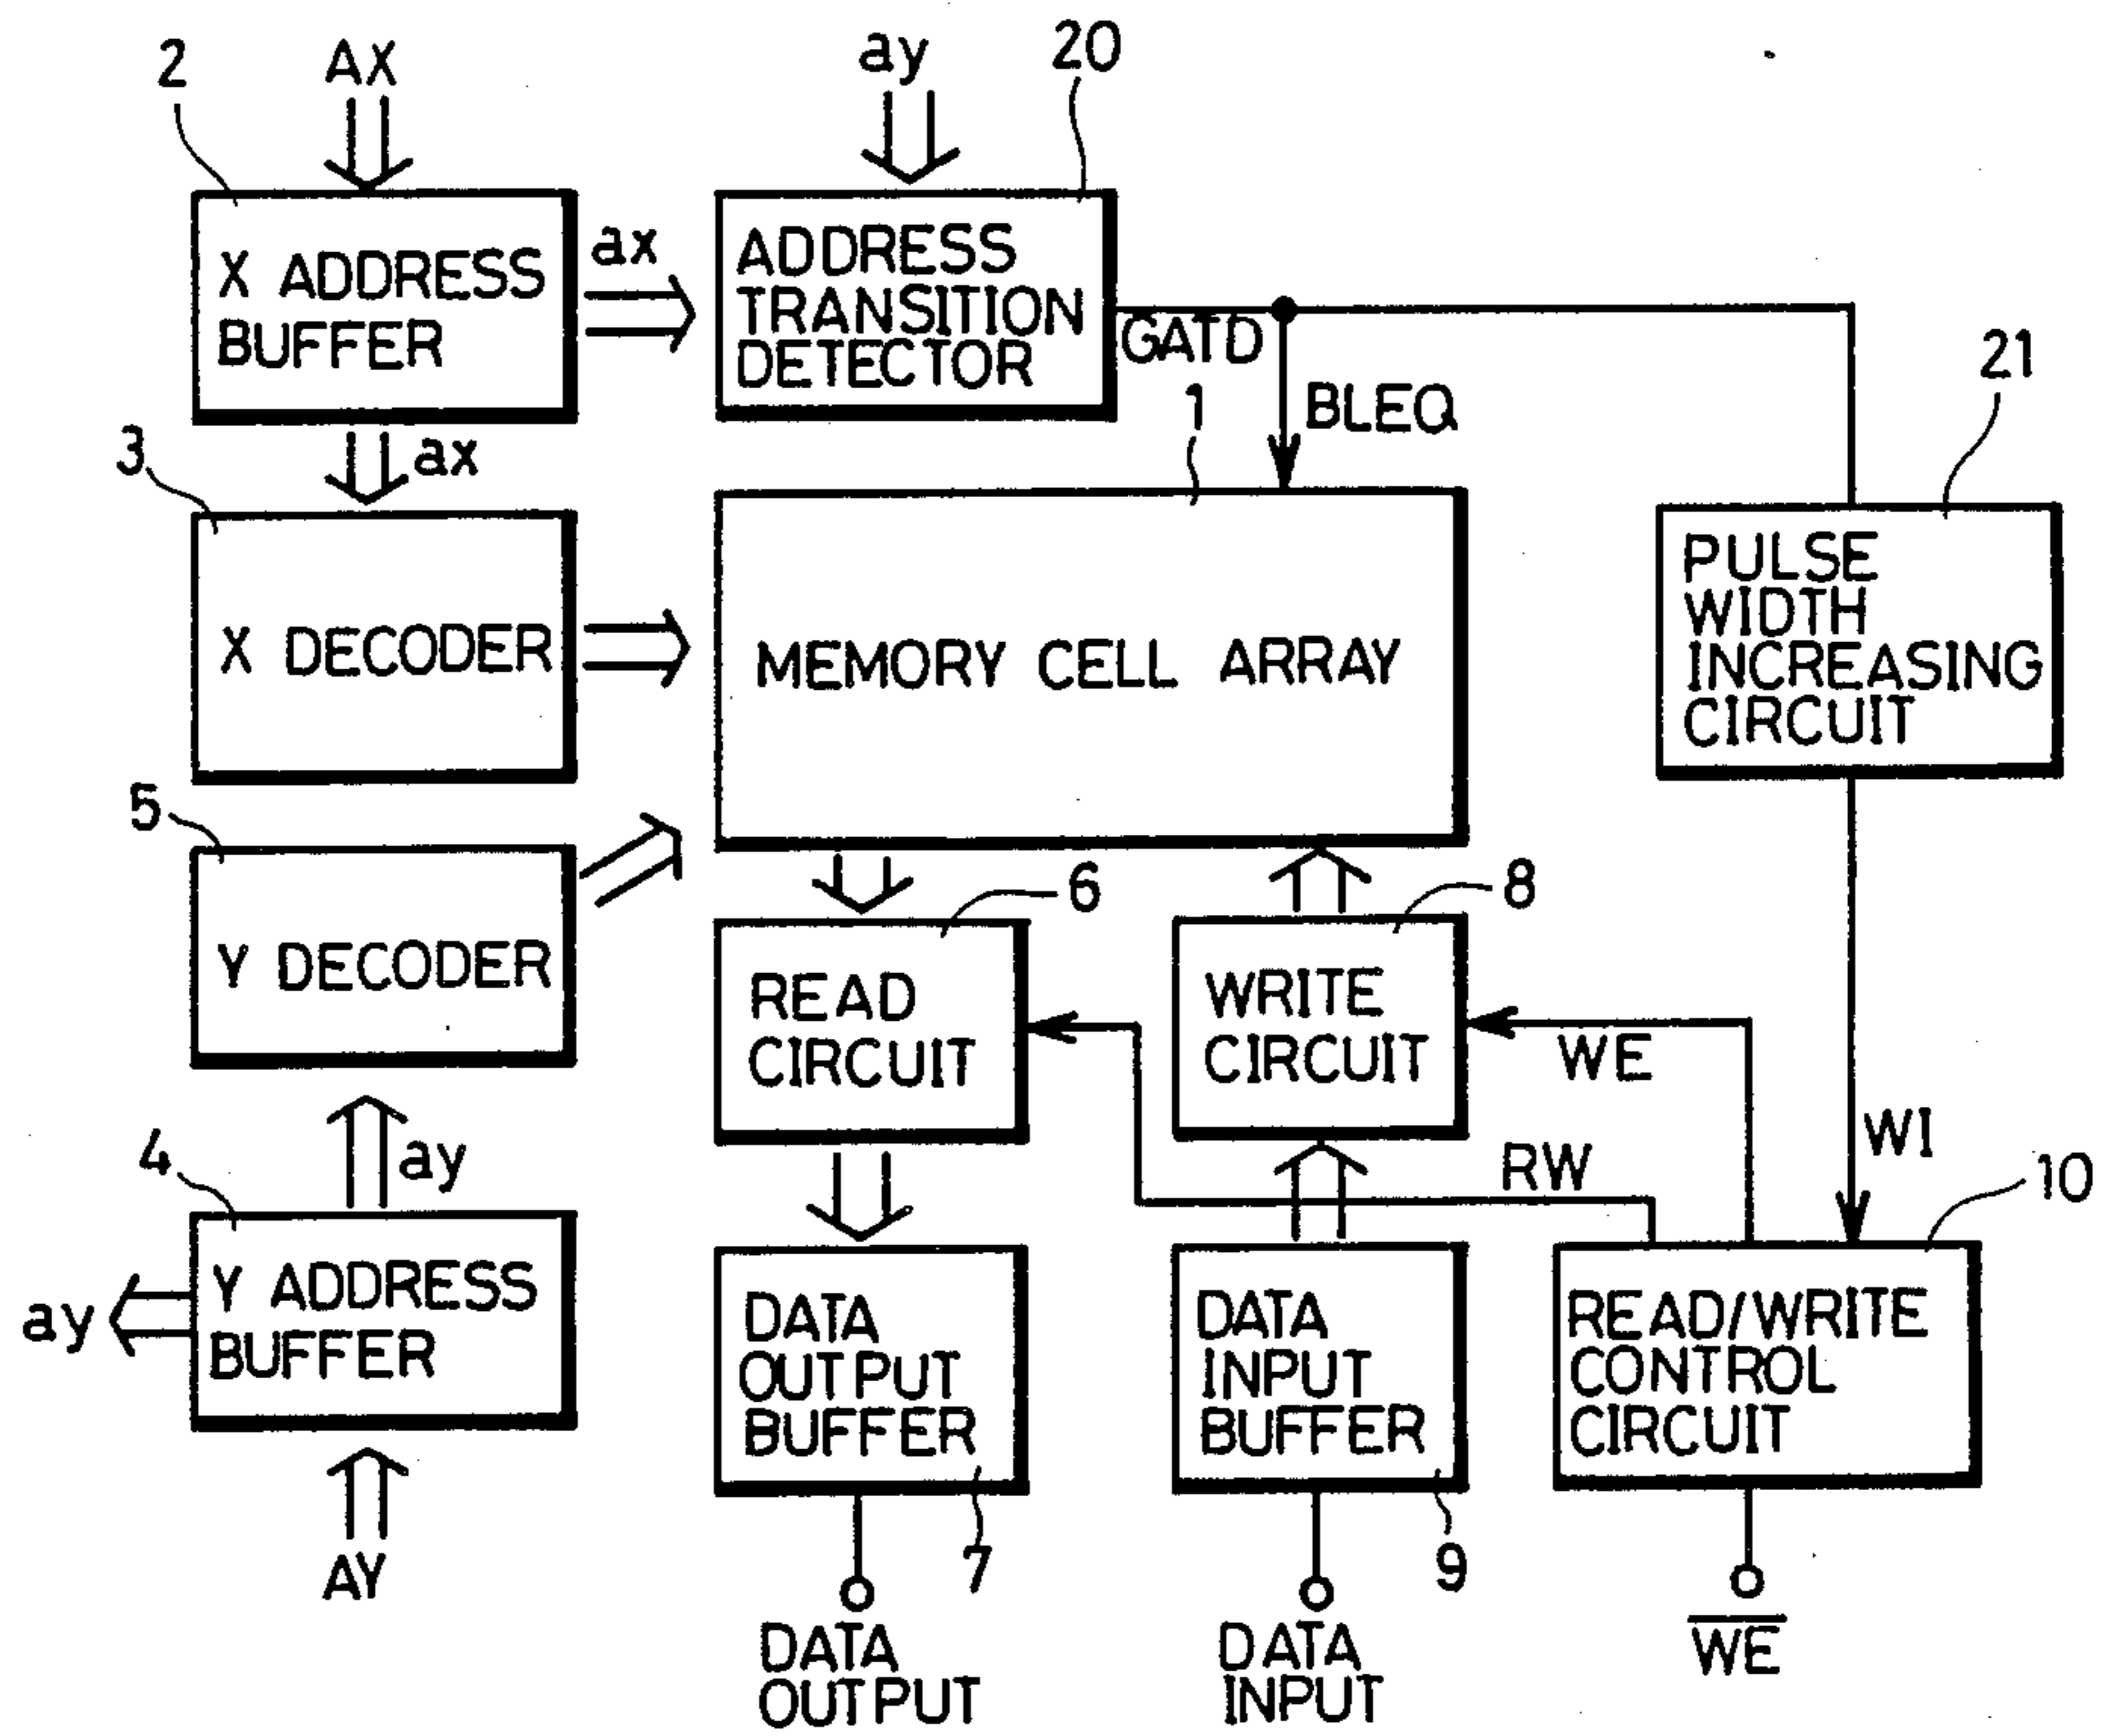 2
AX
ay
20
X ADDRESS
BUFFER
ax
ADDRESS
TRANSITION
DETECTOR
GATD
BLEQ
21
3
ax
1
PULSE
WIDTH
INCREASING
CIRCUIT
X DECODER
MEMORY CELL ARRAY
5
6
8
Y DECODER
READ
CIRCUIT
WRITE
CIRCUIT
WE
WI
4
ay
RW
10
ay
Y ADDRESS
BUFFER
DATA
OUTPUT
BUFFER
DATA
INPUT
BUFFER
READ/WRITE
CONTROL
CIRCUIT
AY
7
9
DATA
OUTPUT
DATA
INPUT
W̅E̅